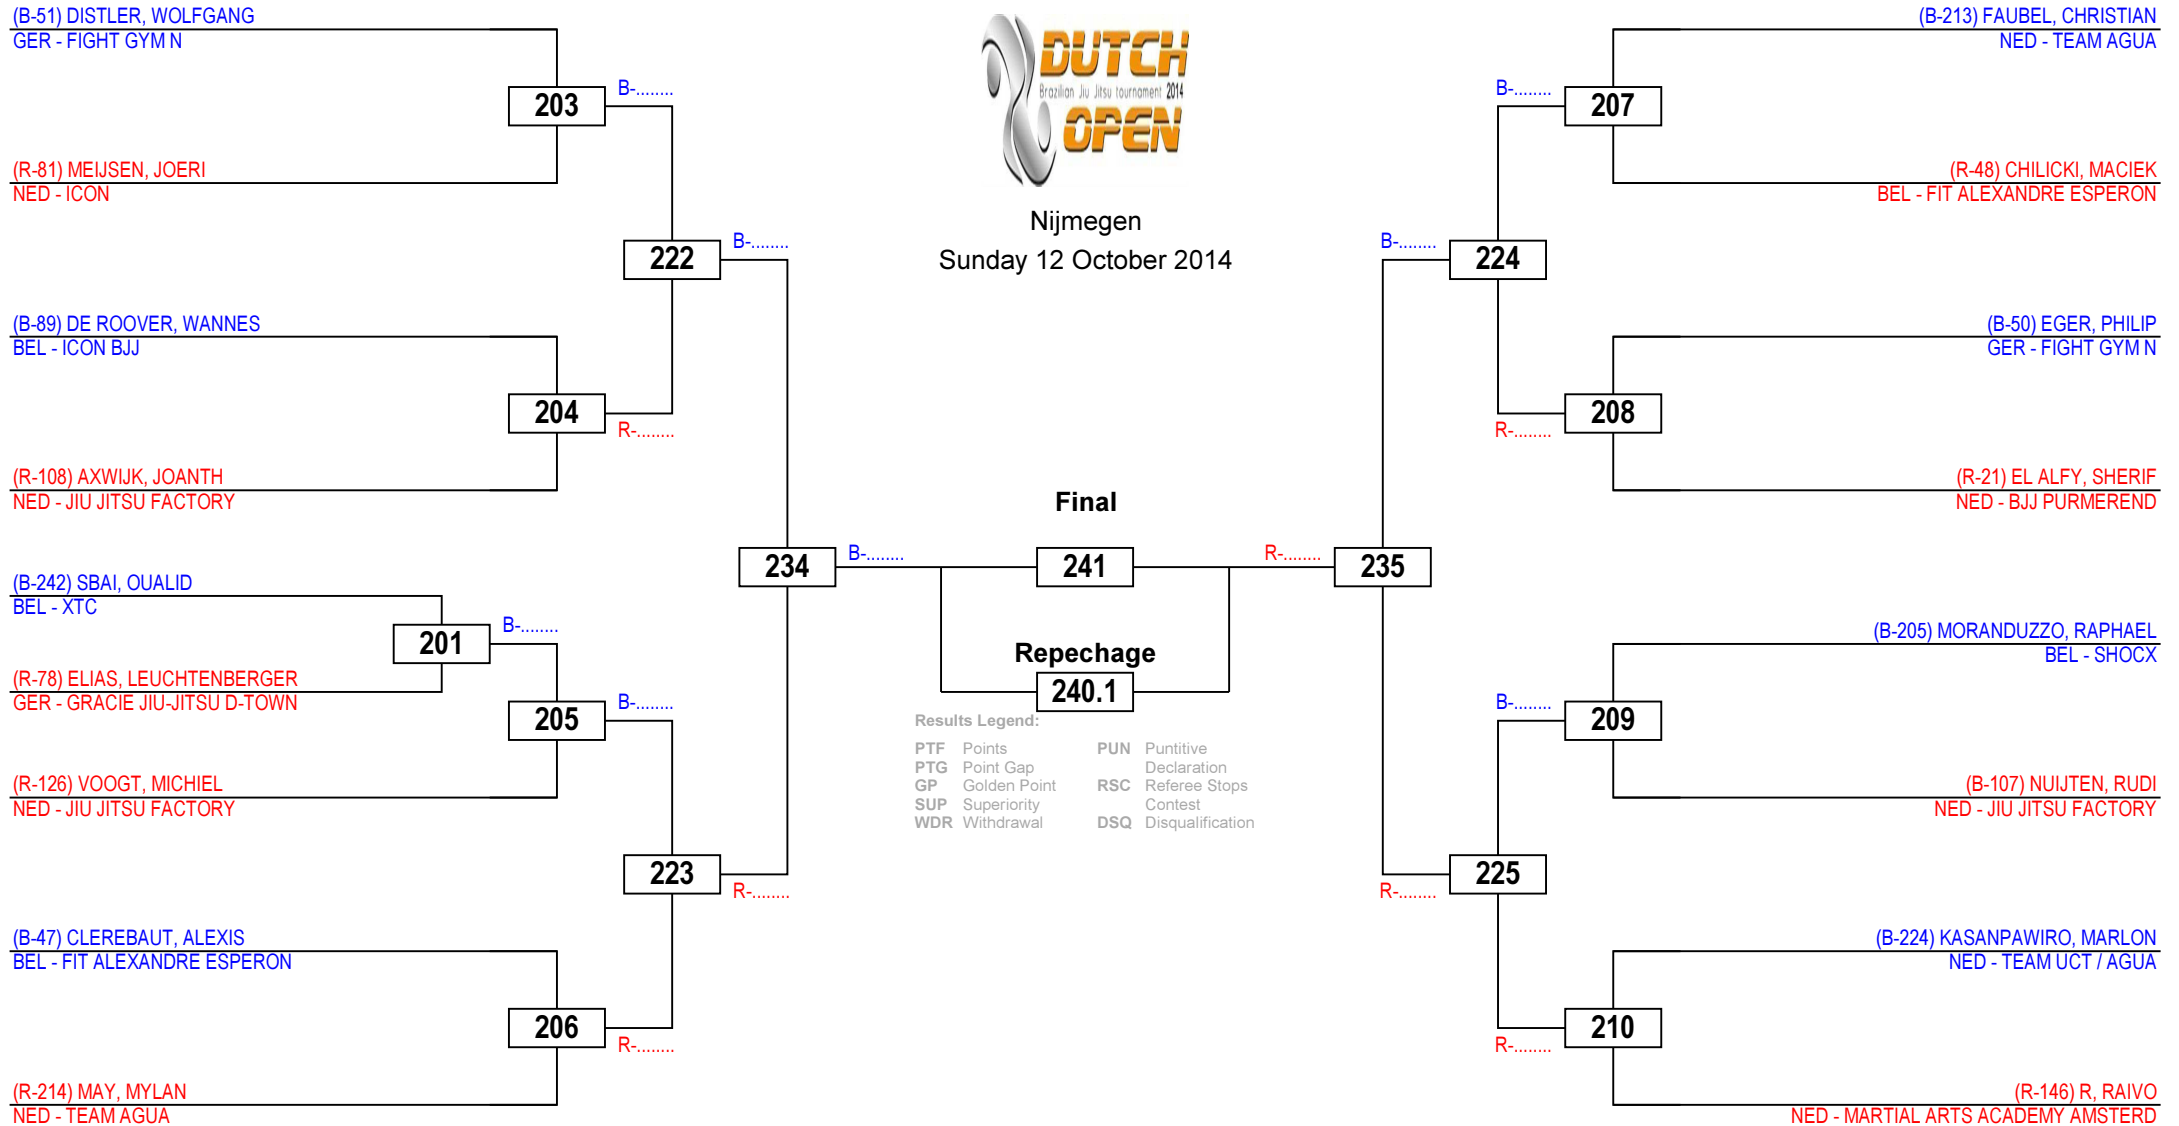 (B-51) DISTLER, WOLFGANG
GER - FIGHT GYM N
203
B-........
(R-81) MEIJSEN, JOERI
NED - ICON
222
B-........
(B-89) DE ROOVER, WANNES
BEL - ICON BJJ
204
R-........
(R-108) AXWIJK, JOANTH
NED - JIU JITSU FACTORY
234
B-........
(B-242) SBAI, OUALID
BEL - XTC
201
B-........
(R-78) ELIAS, LEUCHTENBERGER
GER - GRACIE JIU-JITSU D-TOWN
205
B-........
(R-126) VOOGT, MICHIEL
NED - JIU JITSU FACTORY
223
R-........
(B-47) CLEREBAUT, ALEXIS
BEL - FIT ALEXANDRE ESPERON
206
R-........
(R-214) MAY, MYLAN
NED - TEAM AGUA
DUTCH
Brazilian Jiu Jitsu tournament 2014
OPEN
Nijmegen
Sunday 12 October 2014
Final
241
Repechage
240.1
Results Legend:
PTF Points
PTG Point Gap
GP Golden Point
SUP Superiority
WDR Withdrawal
PUN Puntitive
Declaration
RSC Referee Stops
Contest
DSQ Disqualification
(B-213) FAUBEL, CHRISTIAN
NED - TEAM AGUA
B-........
207
(R-48) CHILICKI, MACIEK
BEL - FIT ALEXANDRE ESPERON
B-........
224
(B-50) EGER, PHILIP
GER - FIGHT GYM N
208
R-........
(R-21) EL ALFY, SHERIF
NED - BJJ PURMEREND
R-........
235
(B-205) MORANDUZZO, RAPHAEL
BEL - SHOCX
B-........
209
(B-107) NUIJTEN, RUDI
NED - JIU JITSU FACTORY
225
R-........
(B-224) KASANPAWIRO, MARLON
NED - TEAM UCT / AGUA
210
R-........
(R-146) R, RAIVO
NED - MARTIAL ARTS ACADEMY AMSTERD